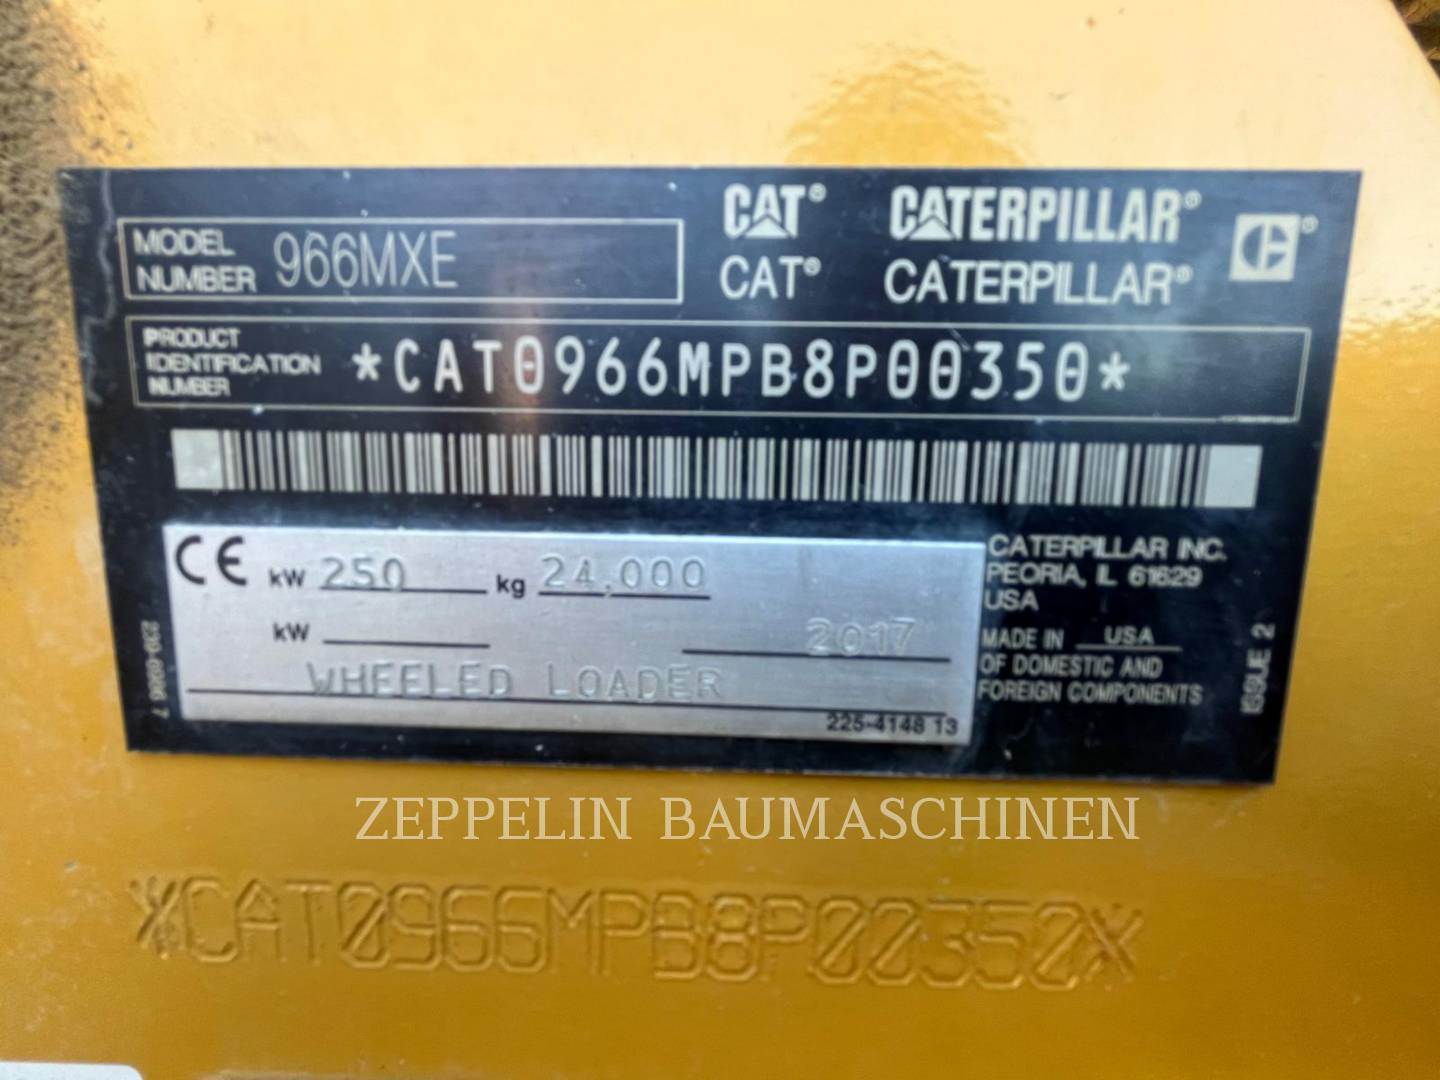 MODEL NUMBER 966MXE
CAT® CATERPILLAR®
CAT® CATERPILLAR®
PRODUCT IDENTIFICATION NUMBER *CAT0966MPB8P00350*
CE kW 250 kg 24,000
kW 2017
WHEELED LOADER
225-4148 13
CATERPILLAR INC.
PEORIA, IL 61629
USA
MADE IN USA
OF DOMESTIC AND
FOREIGN COMPONENTS
ISSUE 2
ZEPPELIN BAUMASCHINEN
*CAT0966MPB8P00350*